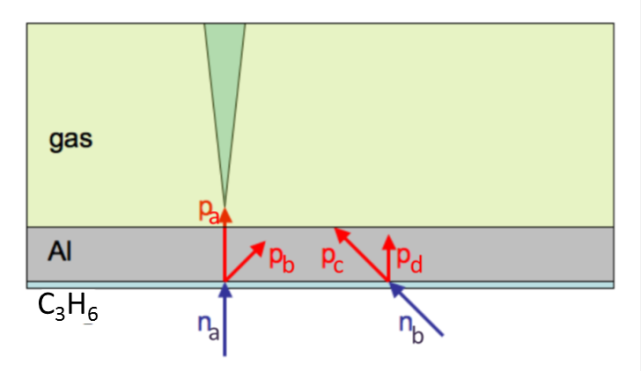 gas
pa
Al
pb pc pd
C₃H₆
na nb